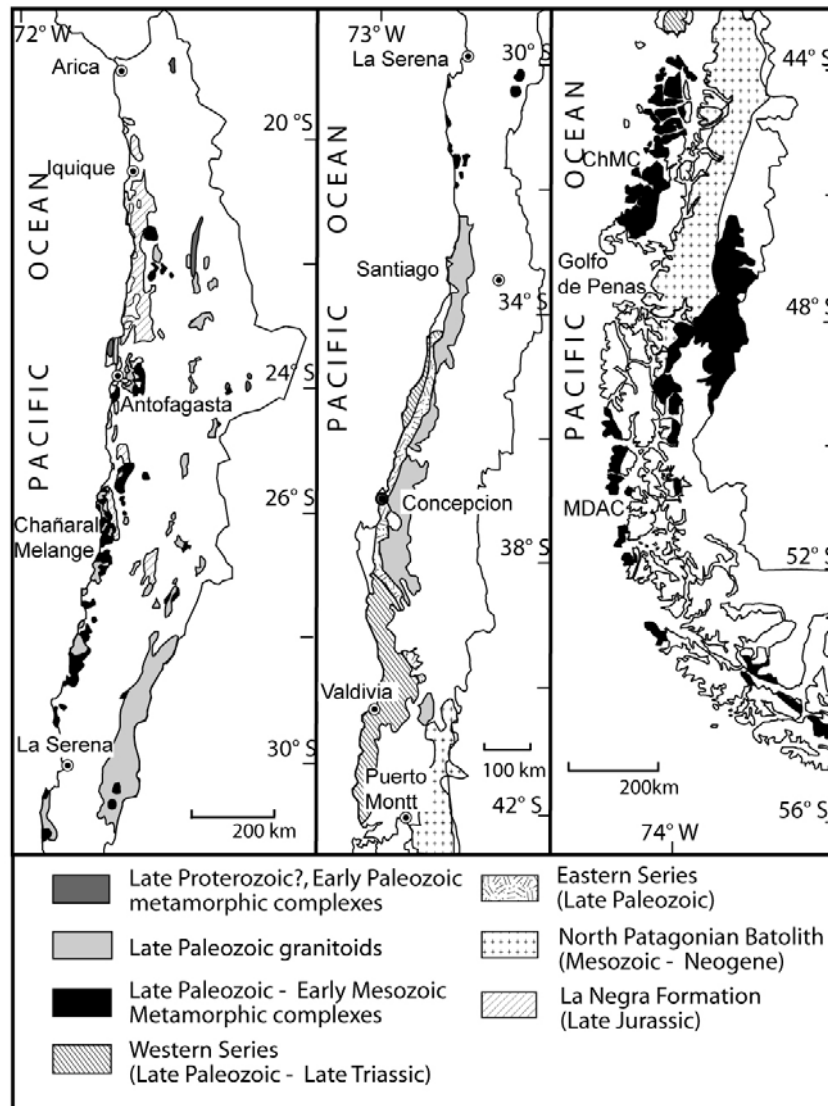 72° W
Arica
20 °S
Iquique
PACIFIC OCEAN
24° S
Antofagasta
26° S
Chañaral
Melange
La Serena
30° S
200 km
73° W
La Serena
30° S
PACIFIC OCEAN
Santiago
34° S
Concepcion
38° S
Valdivia
100 km
Puerto
Montt
42° S
44° S
PACIFIC OCEAN
ChMC
Golfo
de Penas
48° S
MDAC
52° S
200km
56° S
74° W
Late Proterozoic?, Early Paleozoic
metamorphic complexes
Late Paleozoic granitoids
Late Paleozoic - Early Mesozoic
Metamorphic complexes
Western Series
(Late Paleozoic - Late Triassic)
Eastern Series
(Late Paleozoic)
North Patagonian Batolith
(Mesozoic - Neogene)
La Negra Formation
(Late Jurassic)